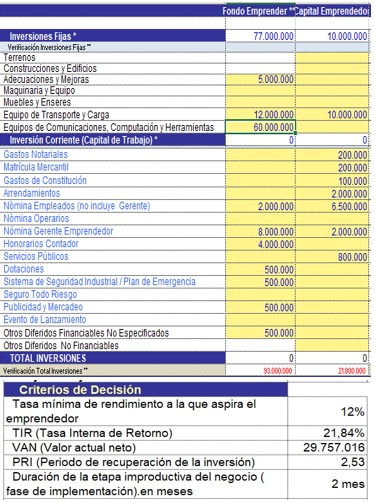 Fondo Emprender ** Capital Emprendedor
Inversiones Fijas * 77.000.000 10.000.000
Verificación Inversiones Fijas **
Terrenos
Construcciones y Edificios
Adecuaciones y Mejoras 5.000.000
Maquinaria y Equipo
Muebles y Enseres
Equipo de Transporte y Carga 12.000.000 10.000.000
Equipos de Comunicaciones, Computación y Herramientas 60.000.000
Inversión Corriente (Capital de Trabajo) * 0 0
Gastos Notariales 200.000
Matrícula Mercantil 200.000
Gastos de Constitución 100.000
Arrendamientos 2.000.000
Nómina Empleados (no incluye Gerente) 2.000.000 6.500.000
Nómina Operarios
Nómina Gerente Emprendedor 8.000.000 2.000.000
Honorarios Contador 4.000.000
Servicios Públicos 800.000
Dotaciones 500.000
Sistema de Seguridad Industrial / Plan de Emergencia 500.000
Seguro Todo Riesgo
Publicidad y Mercadeo 500.000
Evento de Lanzamiento
Otros Diferidos Financiables No Especificados 500.000
Otros Diferidos No Financiables
TOTAL INVERSIONES 0 0
Verificación Total Inversiones ** 93.000.000 21.800.000
Criterios de Decisión
Tasa mínima de rendimiento a la que aspira el
emprendedor 12%
TIR (Tasa Interna de Retorno) 21,84%
VAN (Valor actual neto) 29.757.016
PRI (Periodo de recuperación de la inversión) 2,53
Duración de la etapa improductiva del negocio (
fase de implementación).en meses 2 mes